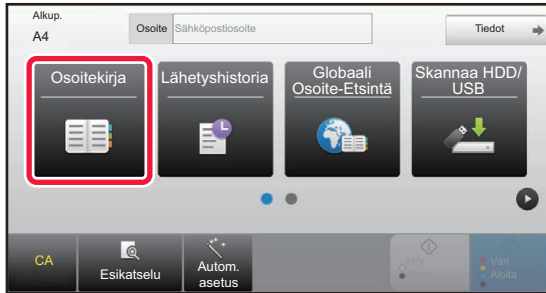 Alkup.
A4
Osoite
Sähköpostiosoite
Tiedot
Osoitekirja
Lähetyshistoria
Globaali
Osoite-Etsintä
Skannaa HDD/
USB
CA
Esikatselu
Autom.
asetus
M/V
Väri
Aloita